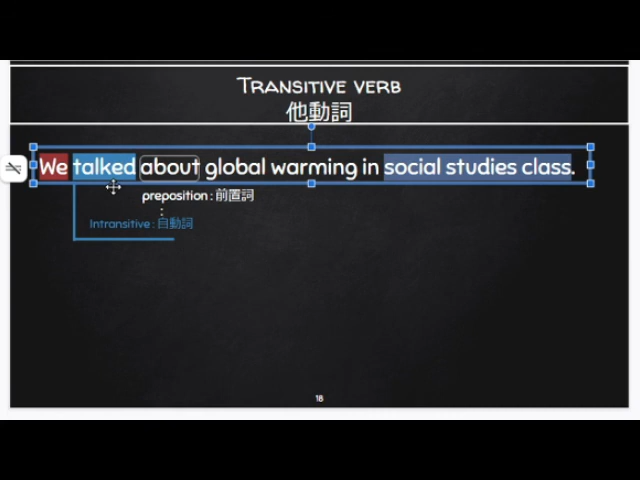 TRANSITIVE VERB
他動詞
We talked about global warming in social studies class.
preposition : 前置詞
:
Intransitive : 自動詞
18